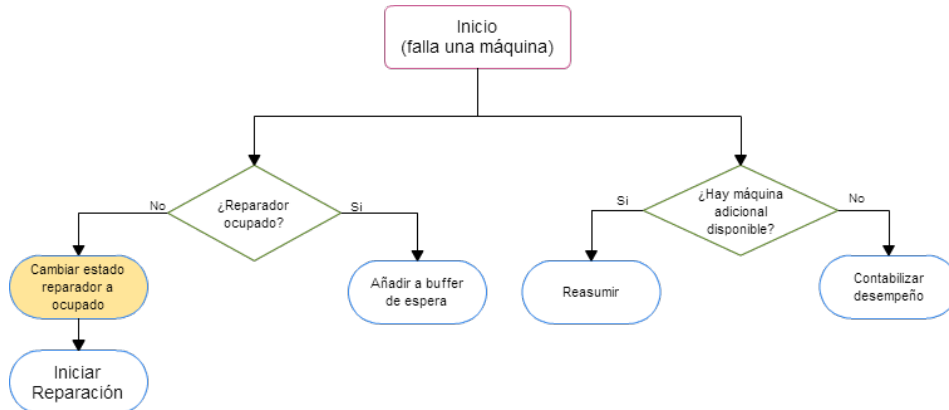 Inicio
(falla una máquina)
¿Reparador
ocupado?
No
Si
¿Hay máquina
adicional
disponible?
Si
No
Cambiar estado
reparador a
ocupado
Añadir a buffer
de espera
Reasumir
Contabilizar
desempeño
Iniciar
Reparación